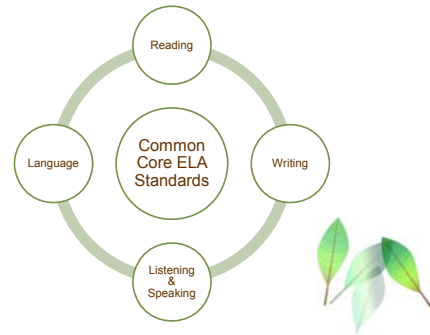 Reading
Common
Core ELA
Standards
Language
Writing
Listening
&
Speaking